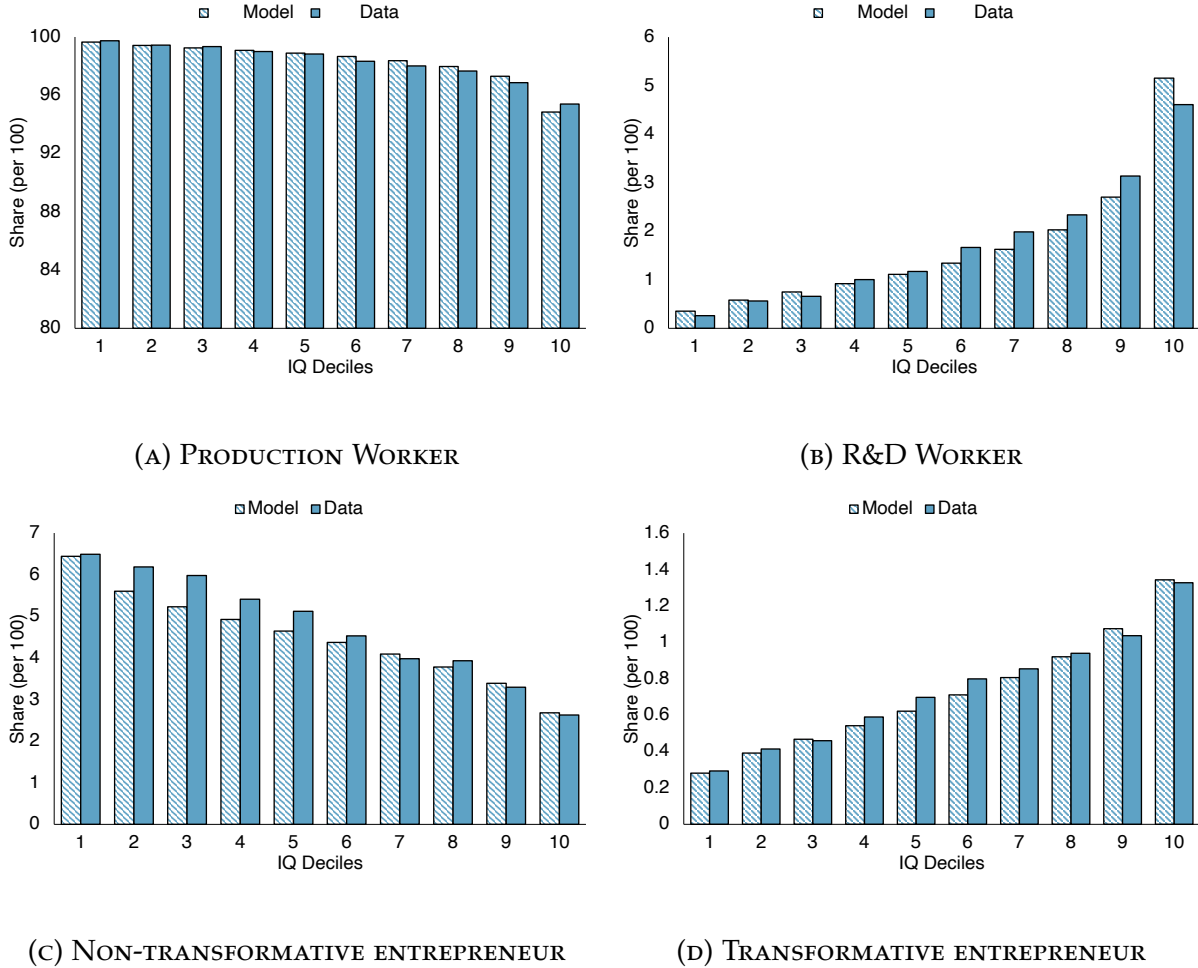 Model Data
Share (per 100)
100
96
92
88
84
80
1 2 3 4 5 6 7 8 9 10
IQ Deciles
(A) PRODUCTION WORKER
Model Data
Share (per 100)
6
5
4
3
2
1
0
1 2 3 4 5 6 7 8 9 10
IQ Deciles
(B) R&D WORKER
Model Data
Share (per 100)
7
6
5
4
3
2
1
0
1 2 3 4 5 6 7 8 9 10
IQ Deciles
(C) NON-TRANSFORMATIVE ENTREPRENEUR
Model Data
Share (per 100)
1.6
1.4
1.2
1
0.8
0.6
0.4
0.2
0
1 2 3 4 5 6 7 8 9 10
IQ Deciles
(D) TRANSFORMATIVE ENTREPRENEUR